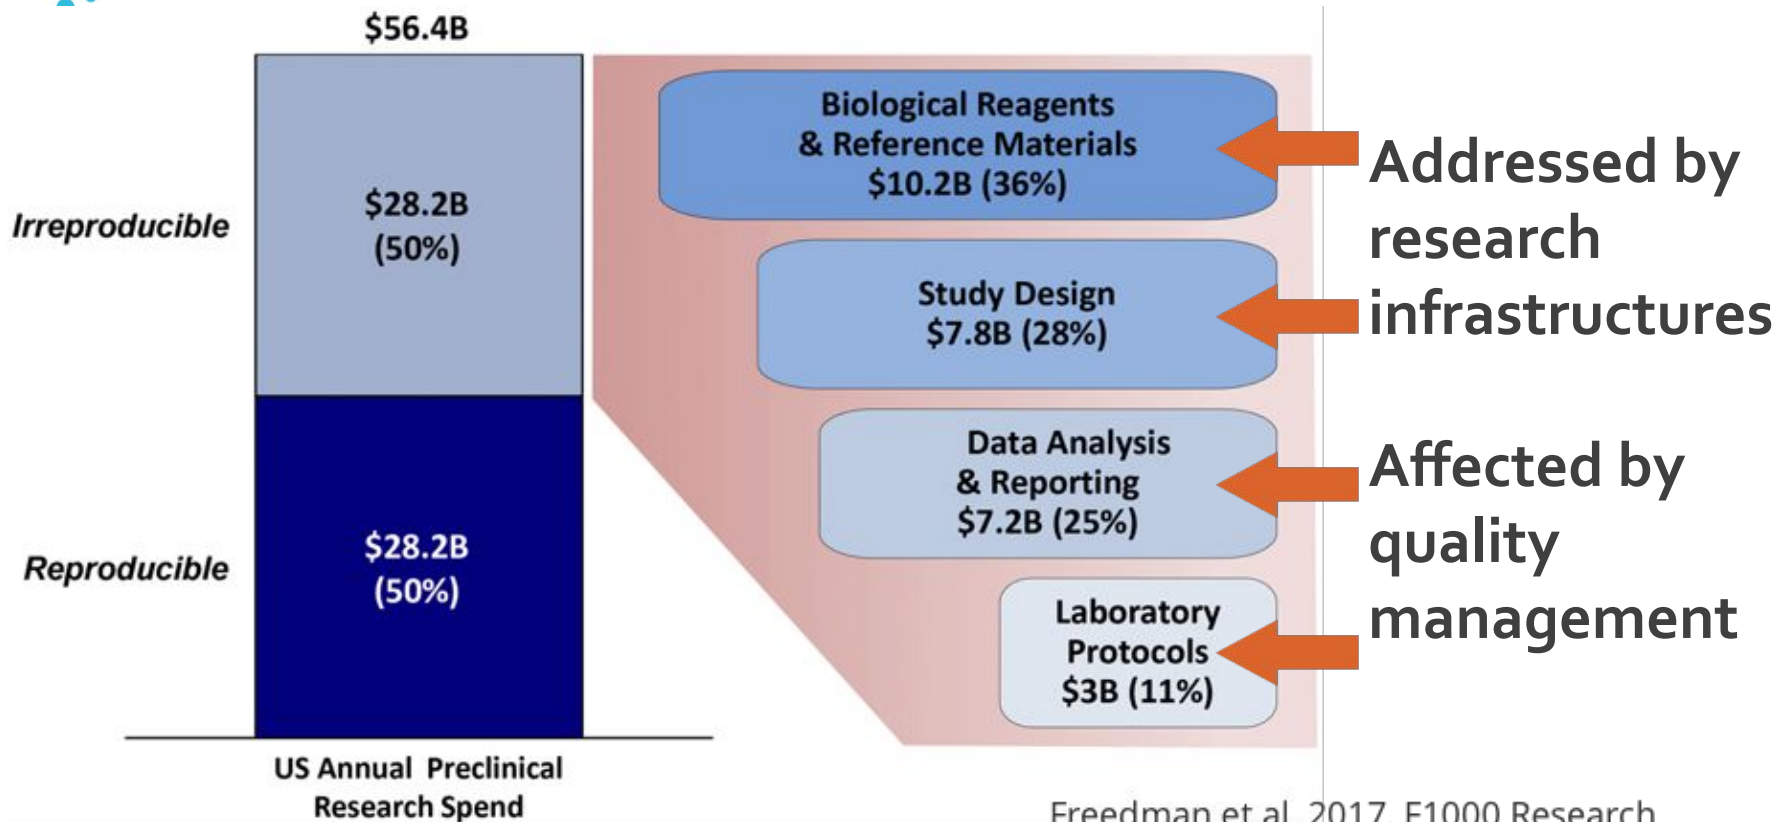 $56.4B
Irreproducible
$28.2B
(50%)
Reproducible
$28.2B
(50%)
US Annual Preclinical
Research Spend
Biological Reagents
& Reference Materials
$10.2B (36%)
Study Design
$7.8B (28%)
Data Analysis
& Reporting
$7.2B (25%)
Laboratory
Protocols
$3B (11%)
Addressed by
research
infrastructures
Affected by
quality
management
Freedman et al. 2017, F1000 Research